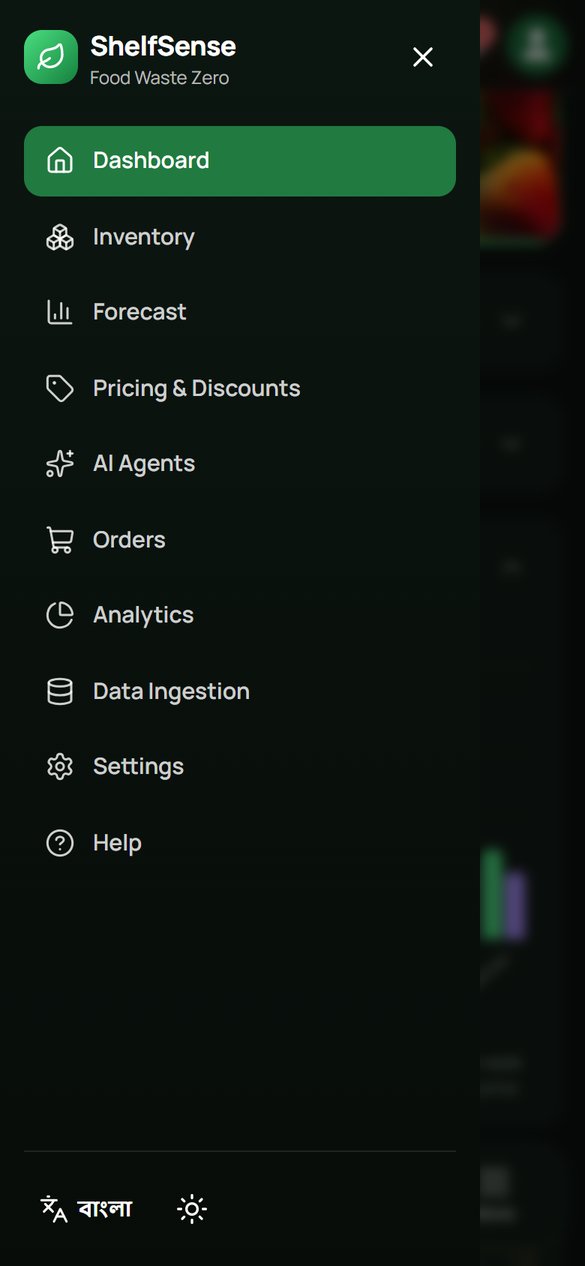 ShelfSense
Food Waste Zero
Dashboard
Inventory
Forecast
Pricing & Discounts
AI Agents
Orders
Analytics
Data Ingestion
Settings
Help
বাংলা